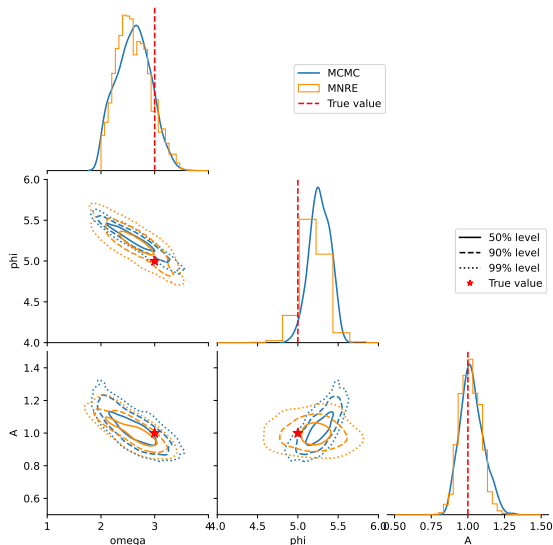 MCMC
MNRE
True value
6.0
5.5
5.0
4.5
4.0
phi
50% level
90% level
99% level
True value
1.4
1.2
1.0
0.8
0.6
A
1 2 3 4
omega
4.0 4.5 5.0 5.5 6.0
phi
0.50 0.75 1.00 1.25 1.50
A